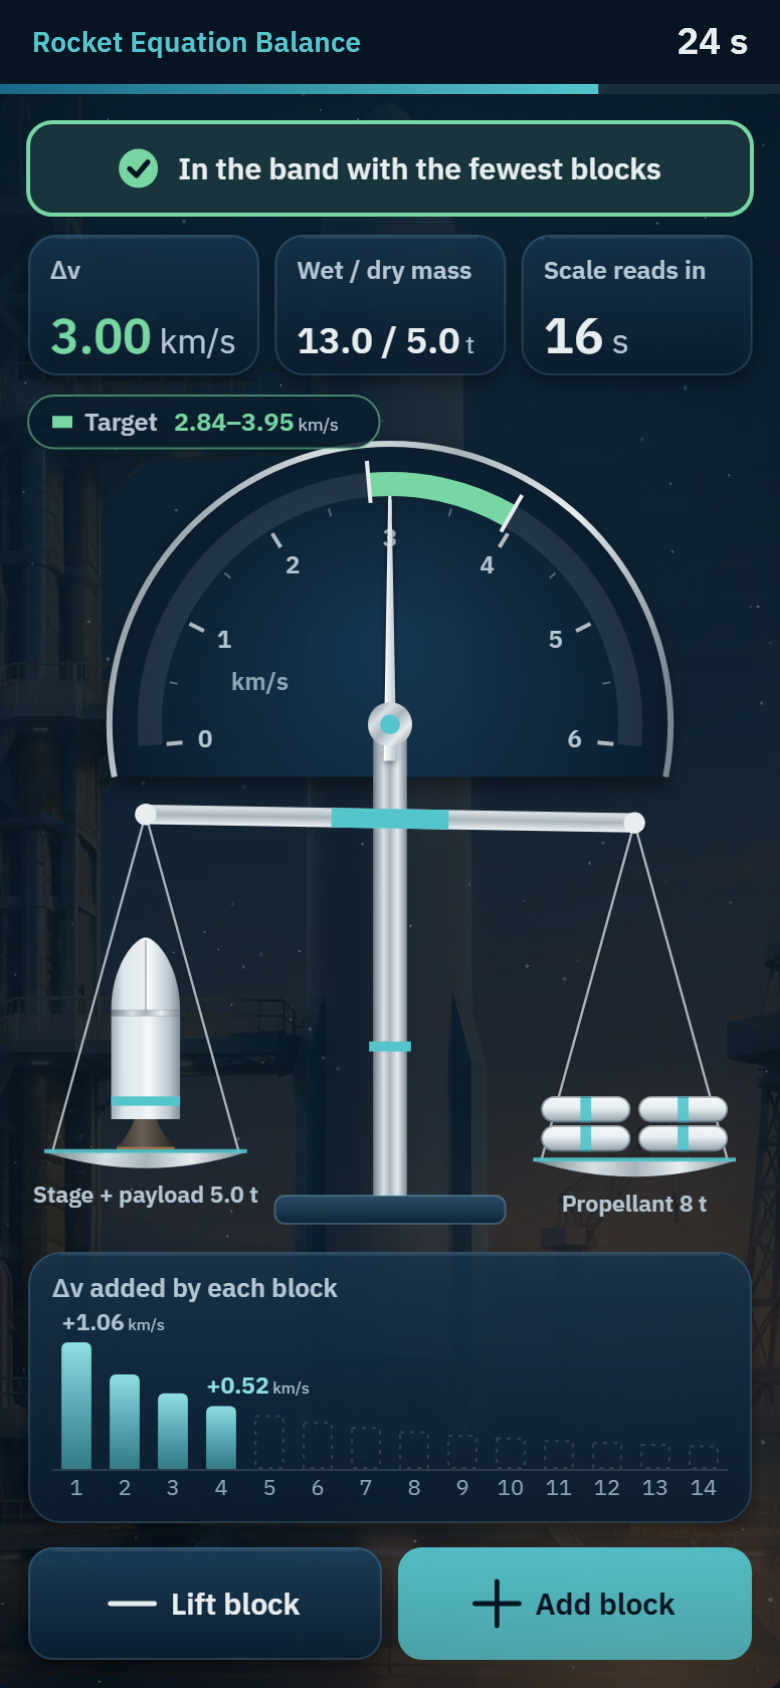 Rocket Equation Balance
24 s
In the band with the fewest blocks
Δv
3.00 km/s
Wet / dry mass
13.0 / 5.0 t
Scale reads in
16 s
Target 2.84–3.95 km/s
0
1
2
3
4
5
6
km/s
Stage + payload 5.0 t
Propellant 8 t
Δv added by each block
+1.06 km/s
+0.52 km/s
1 2 3 4 5 6 7 8 9 10 11 12 13 14
Lift block
Add block